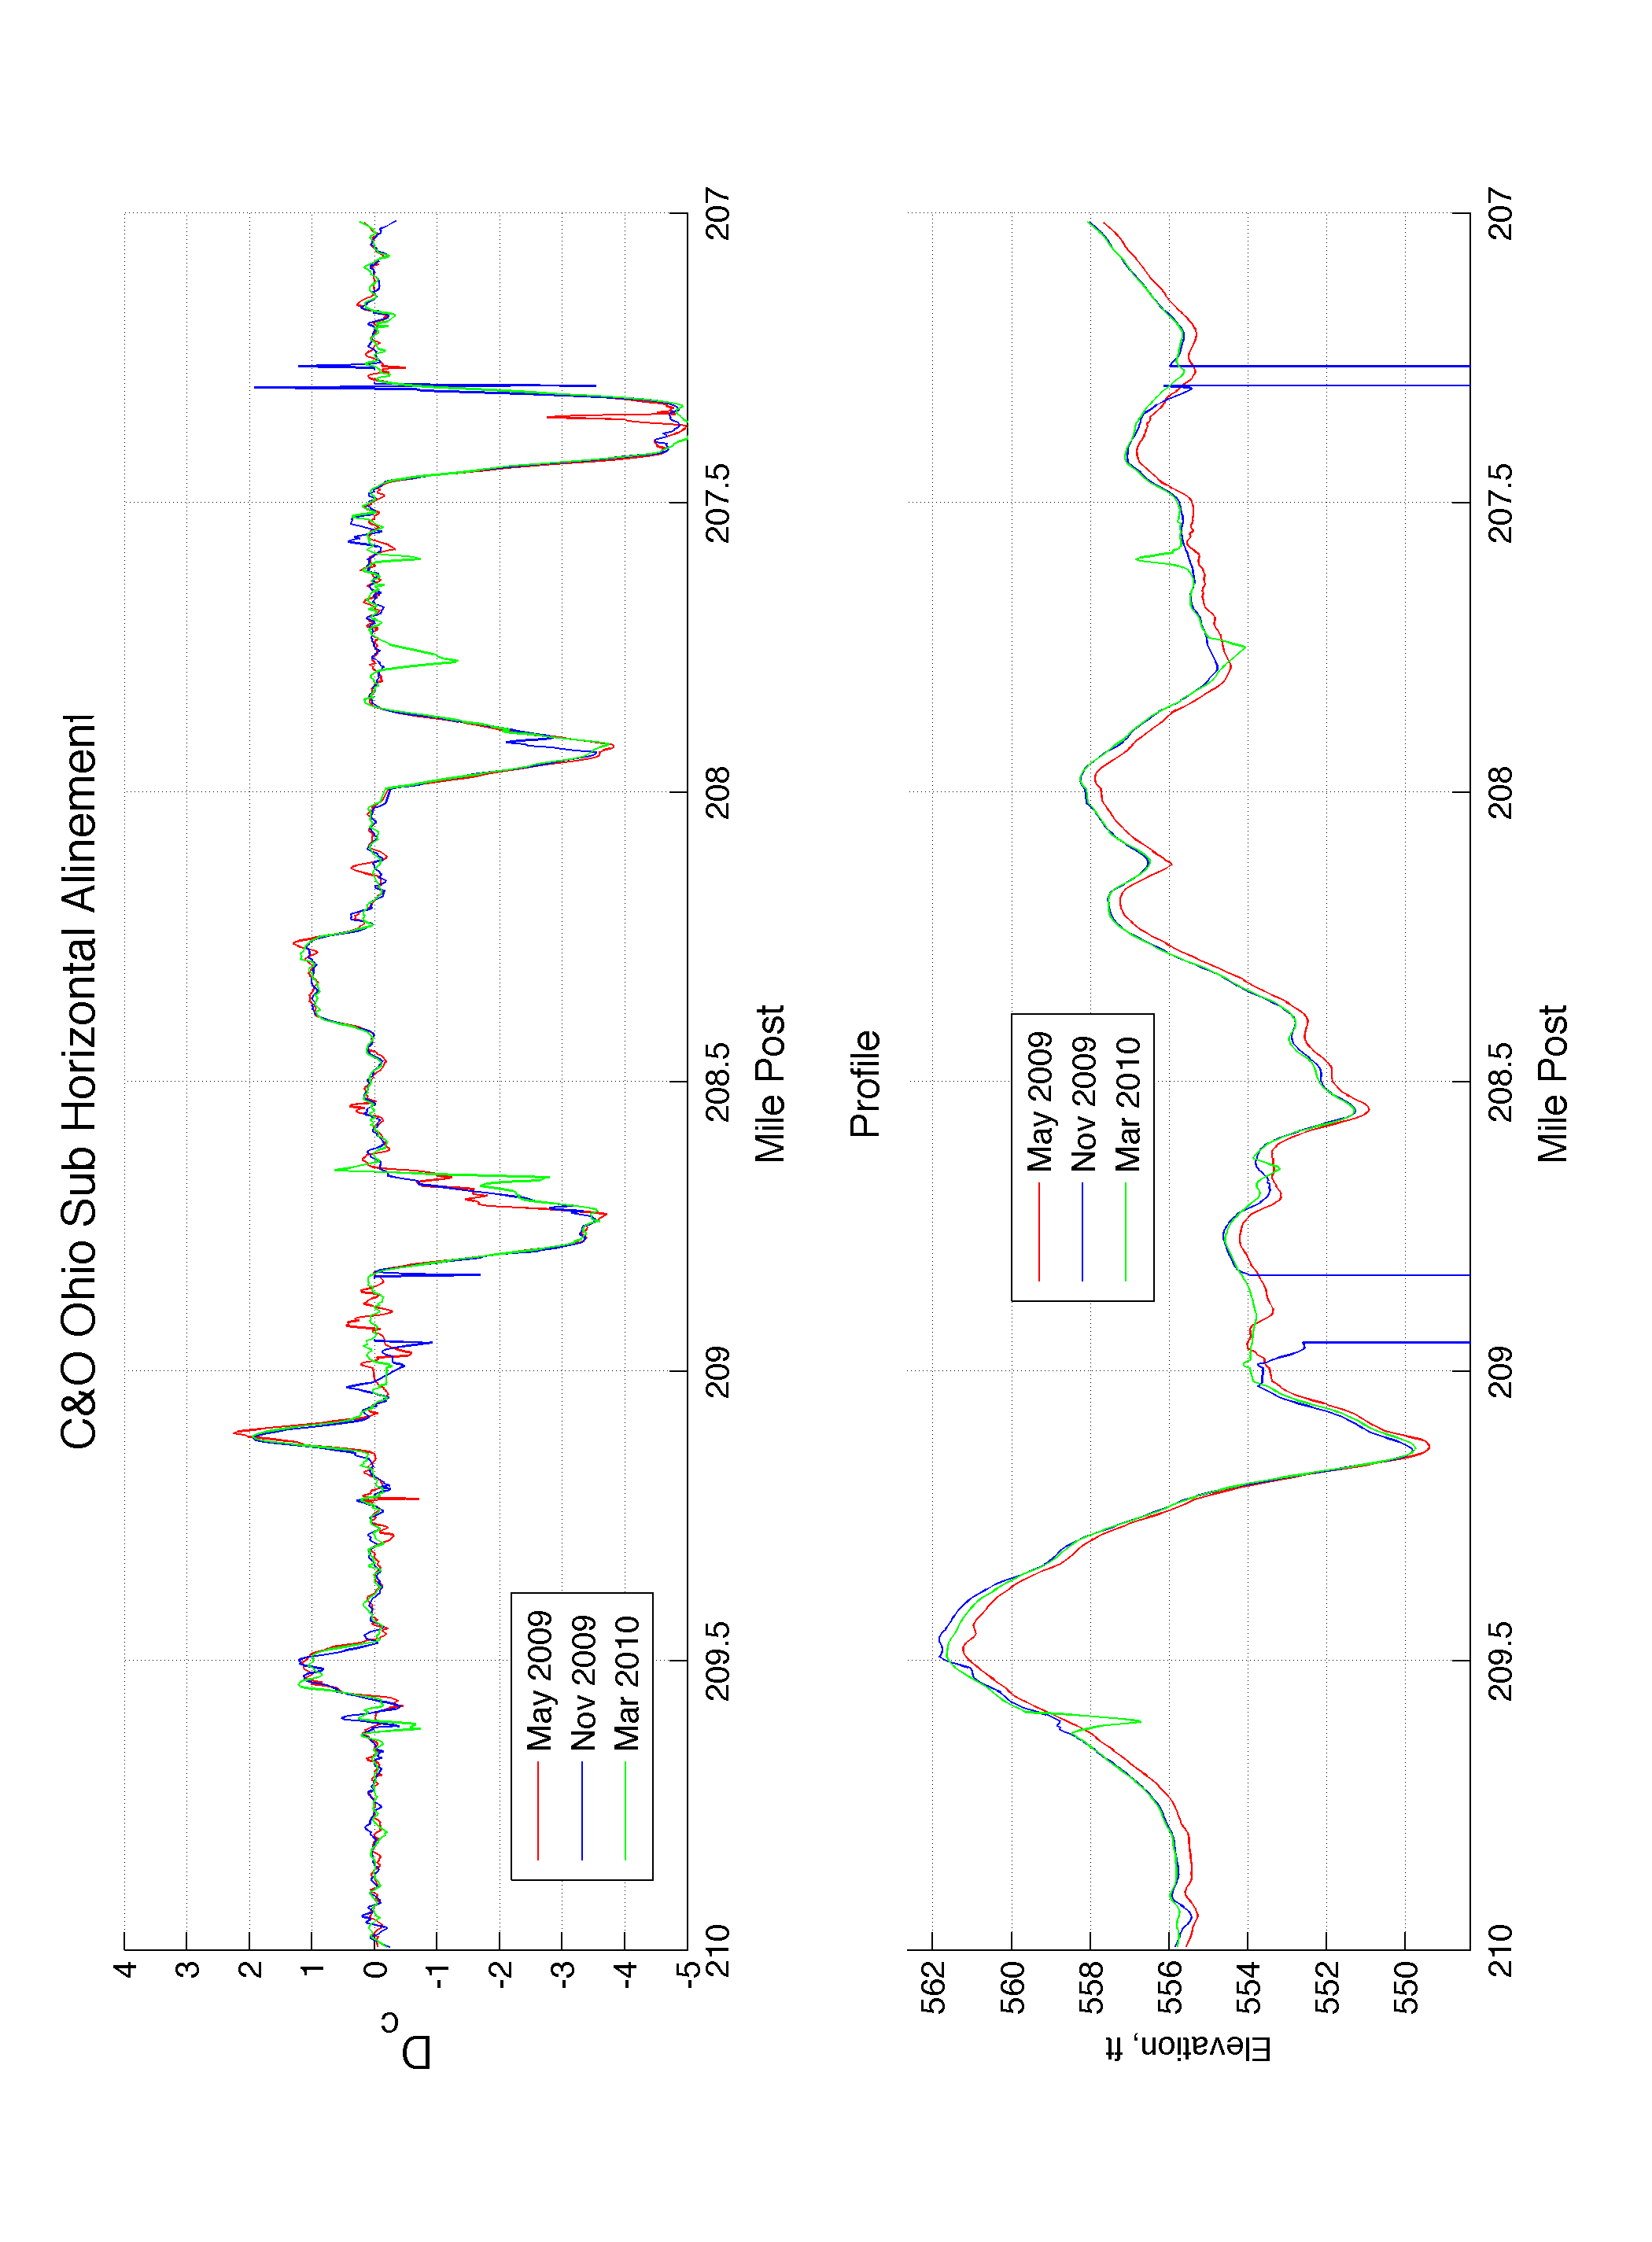 C&O Ohio Sub Horizontal Alinement
4
3
2
1
0
-1
-2
-3
-4
-5
Dc
May 2009
Nov 2009
Mar 2010
210
209.5
209
208.5
208
207.5
207
Mile Post
Profile
562
560
558
556
554
552
550
Elevation, ft
May 2009
Nov 2009
Mar 2010
210
209.5
209
208.5
208
207.5
207
Mile Post